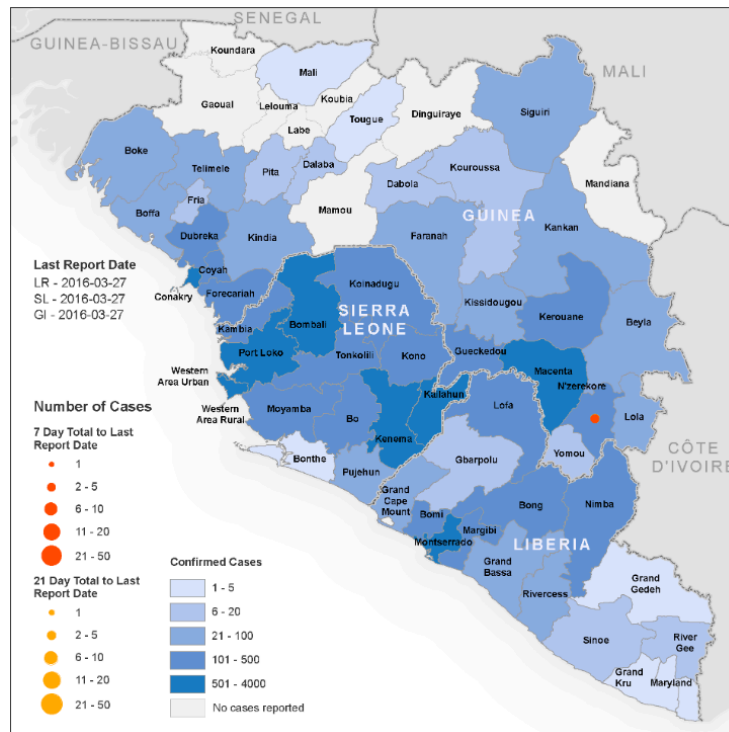 SENEGAL
GUINEA-BISSAU
MALI
Koundara
Mali
Gaoual
Lelouma
Koubia
Labe
Tougue
Dinguiraye
Siguiri
Boke
Telimele
Pita
Dalaba
Dabola
Kouroussa
Mandiana
Fria
Mamou
GUINEA
Boffa
Dubreka
Kindia
Faranah
Kankan
Last Report Date
LR - 2016-03-27
SL - 2016-03-27
GI - 2016-03-27
Coyah
Conakry
Forecariah
Koinadugu
Kissidougou
Kerouane
Beyla
Kambia
Bombali
SIERRA
LEONE
Port Loko
Tonkolili
Kono
Gueckedou
Macenta
N'zerekore
Western
Area Urban
Western
Area Rural
Moyamba
Bo
Kailahun
Kenema
Lofa
Lola
Yomou
CÔTE
D'IVOIRE
Bonthe
Pujehun
Gbarpolu
Grand
Cape
Mount
Bomi
Bong
Nimba
Margibi
Montserrado
LIBERIA
Grand
Bassa
Rivercess
Grand
Gedeh
Sinoe
River
Gee
Grand
Kru
Maryland
Number of Cases
7 Day Total to Last
Report Date
1
2 - 5
6 - 10
11 - 20
21 - 50
21 Day Total to Last
Report Date
1
2 - 5
6 - 10
11 - 20
21 - 50
Confirmed Cases
1 - 5
6 - 20
21 - 100
101 - 500
501 - 4000
No cases reported